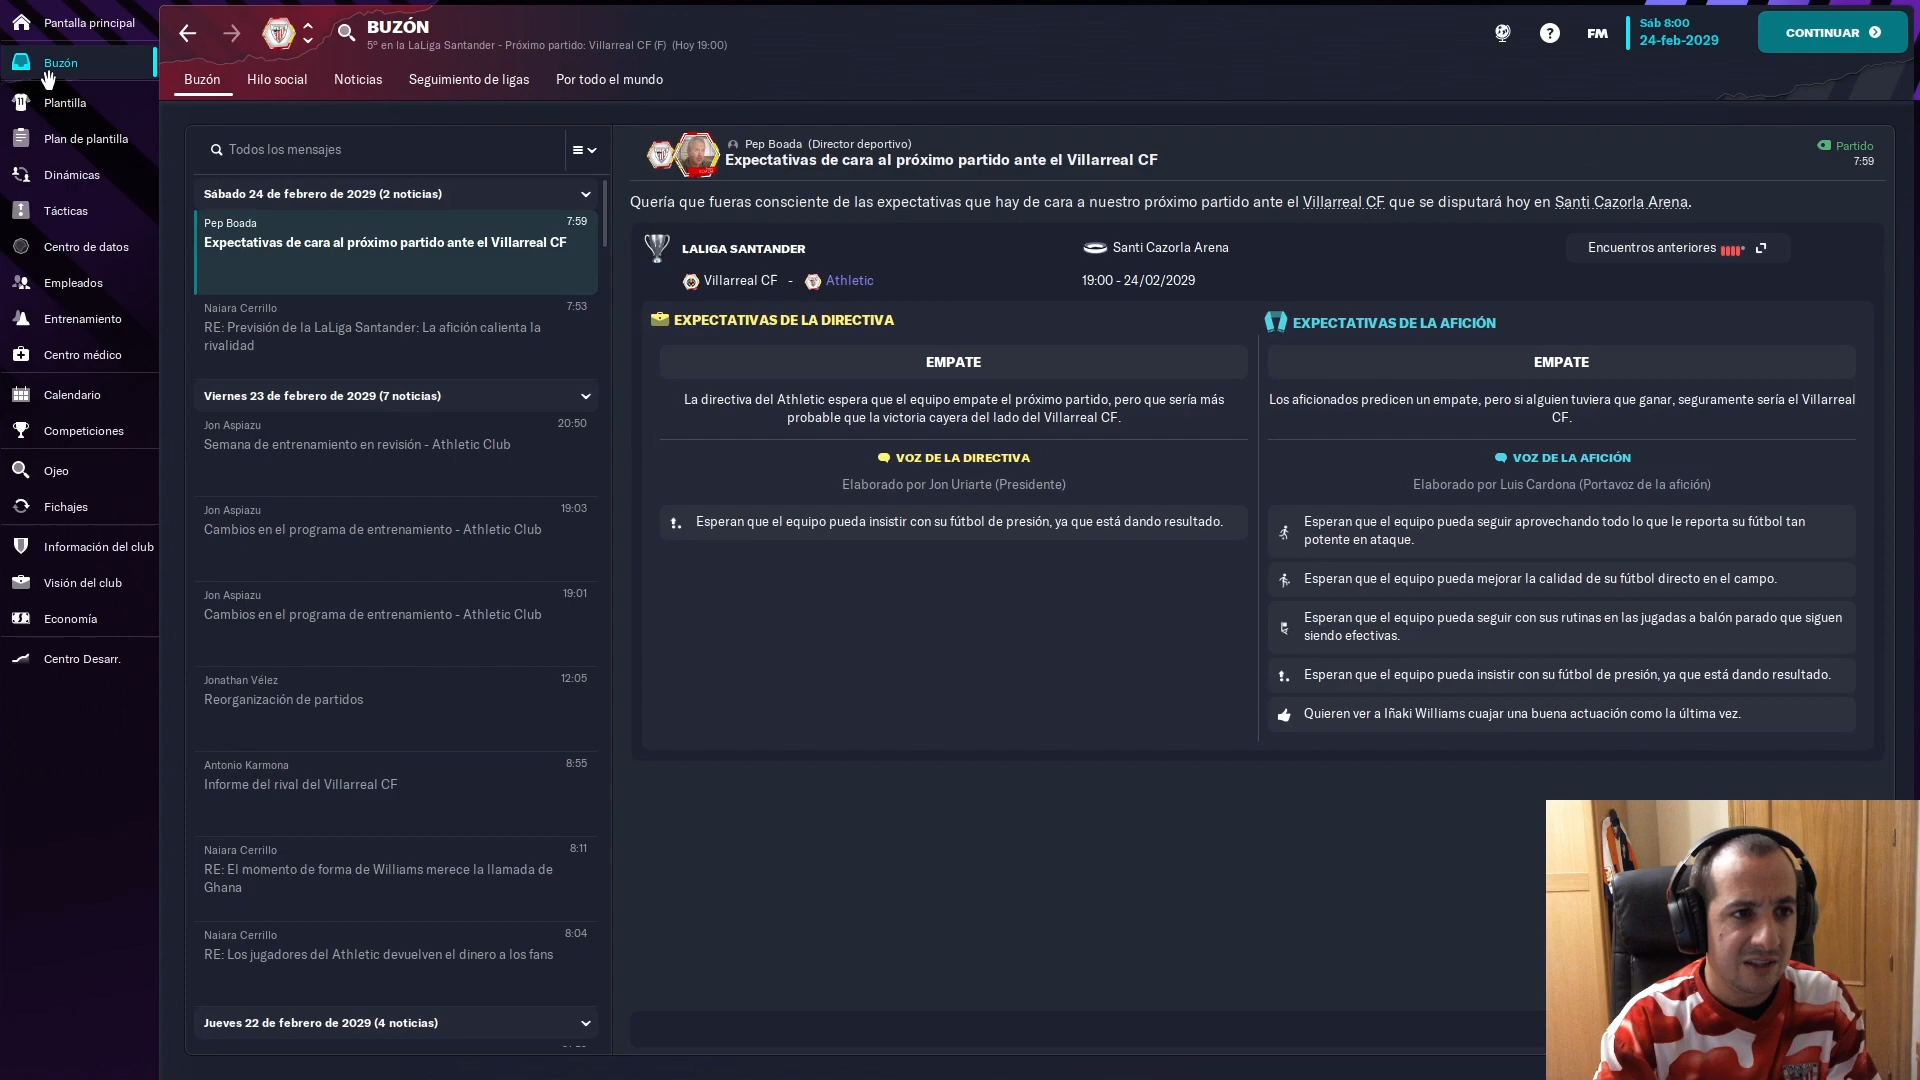 Pantalla principal
Buzón
Plantilla
Plan de plantilla
Dinámicas
Tácticas
Centro de datos
Empleados
Entrenamiento
Centro médico
Calendario
Competiciones
Ojeo
Fichajes
Información del club
Visión del club
Economía
Centro Desarr.
BUZÓN
5º en la LaLiga Santander - Próximo partido: Villarreal CF (F) (Hoy 19:00)
FM
Sáb 8:00
24-feb-2029
CONTINUAR
Buzón
Hilo social
Noticias
Seguimiento de ligas
Por todo el mundo
Todos los mensajes
Sábado 24 de febrero de 2029 (2 noticias)
Pep Boada 7:59
Expectativas de cara al próximo partido ante el Villarreal CF
Naiara Cerrillo 7:53
RE: Previsión de la LaLiga Santander: La afición calienta la
rivalidad
Viernes 23 de febrero de 2029 (7 noticias)
Jon Aspiazu 20:50
Semana de entrenamiento en revisión - Athletic Club
Jon Aspiazu 19:03
Cambios en el programa de entrenamiento - Athletic Club
Jon Aspiazu 19:01
Cambios en el programa de entrenamiento - Athletic Club
Jonathan Vélez 12:05
Reorganización de partidos
Antonio Karmona 8:55
Informe del rival del Villarreal CF
Naiara Cerrillo 8:11
RE: El momento de forma de Williams merece la llamada de
Ghana
Naiara Cerrillo 8:04
RE: Los jugadores del Athletic devuelven el dinero a los fans
Jueves 22 de febrero de 2029 (4 noticias)
Pep Boada (Director deportivo)
Expectativas de cara al próximo partido ante el Villarreal CF
Partido
7:59
Quería que fueras consciente de las expectativas que hay de cara a nuestro próximo partido ante el Villarreal CF que se disputará hoy en Santi Cazorla Arena.
LALIGA SANTANDER
Santi Cazorla Arena
Encuentros anteriores
Villarreal CF - Athletic
19:00 - 24/02/2029
EXPECTATIVAS DE LA DIRECTIVA
EMPATE
La directiva del Athletic espera que el equipo empate el próximo partido, pero que sería más
probable que la victoria cayera del lado del Villarreal CF.
VOZ DE LA DIRECTIVA
Elaborado por Jon Uriarte (Presidente)
Esperan que el equipo pueda insistir con su fútbol de presión, ya que está dando resultado.
EXPECTATIVAS DE LA AFICIÓN
EMPATE
Los aficionados predicen un empate, pero si alguien tuviera que ganar, seguramente sería el Villarreal
CF.
VOZ DE LA AFICIÓN
Elaborado por Luis Cardona (Portavoz de la afición)
Esperan que el equipo pueda seguir aprovechando todo lo que le reporta su fútbol tan
potente en ataque.
Esperan que el equipo pueda mejorar la calidad de su fútbol directo en el campo.
Esperan que el equipo pueda seguir con sus rutinas en las jugadas a balón parado que siguen
siendo efectivas.
Esperan que el equipo pueda insistir con su fútbol de presión, ya que está dando resultado.
Quieren ver a Iñaki Williams cuajar una buena actuación como la última vez.